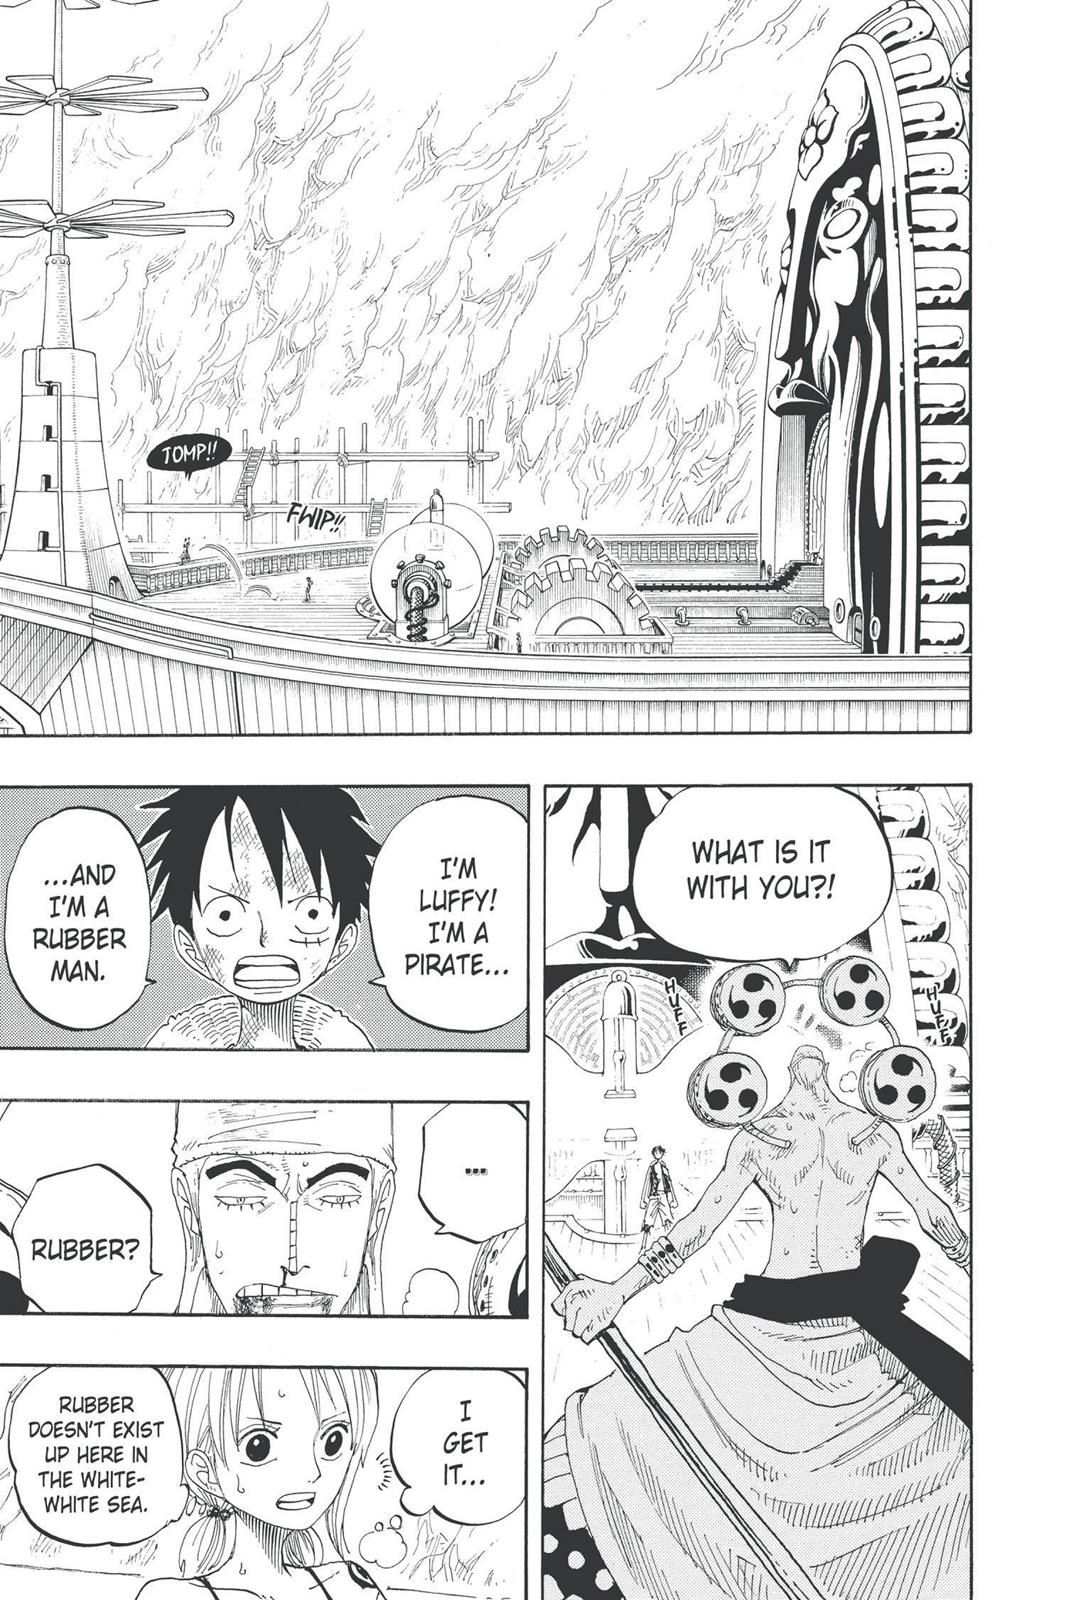 TOMP!!
FWIP!!
WHAT IS IT
WITH YOU?!
HUFF
HUFF
I'M
LUFFY!
I'M A
PIRATE...
...AND
I'M A
RUBBER
MAN.
...
RUBBER?
I
GET
IT...
RUBBER
DOESN'T EXIST
UP HERE IN
THE WHITE-
WHITE SEA.